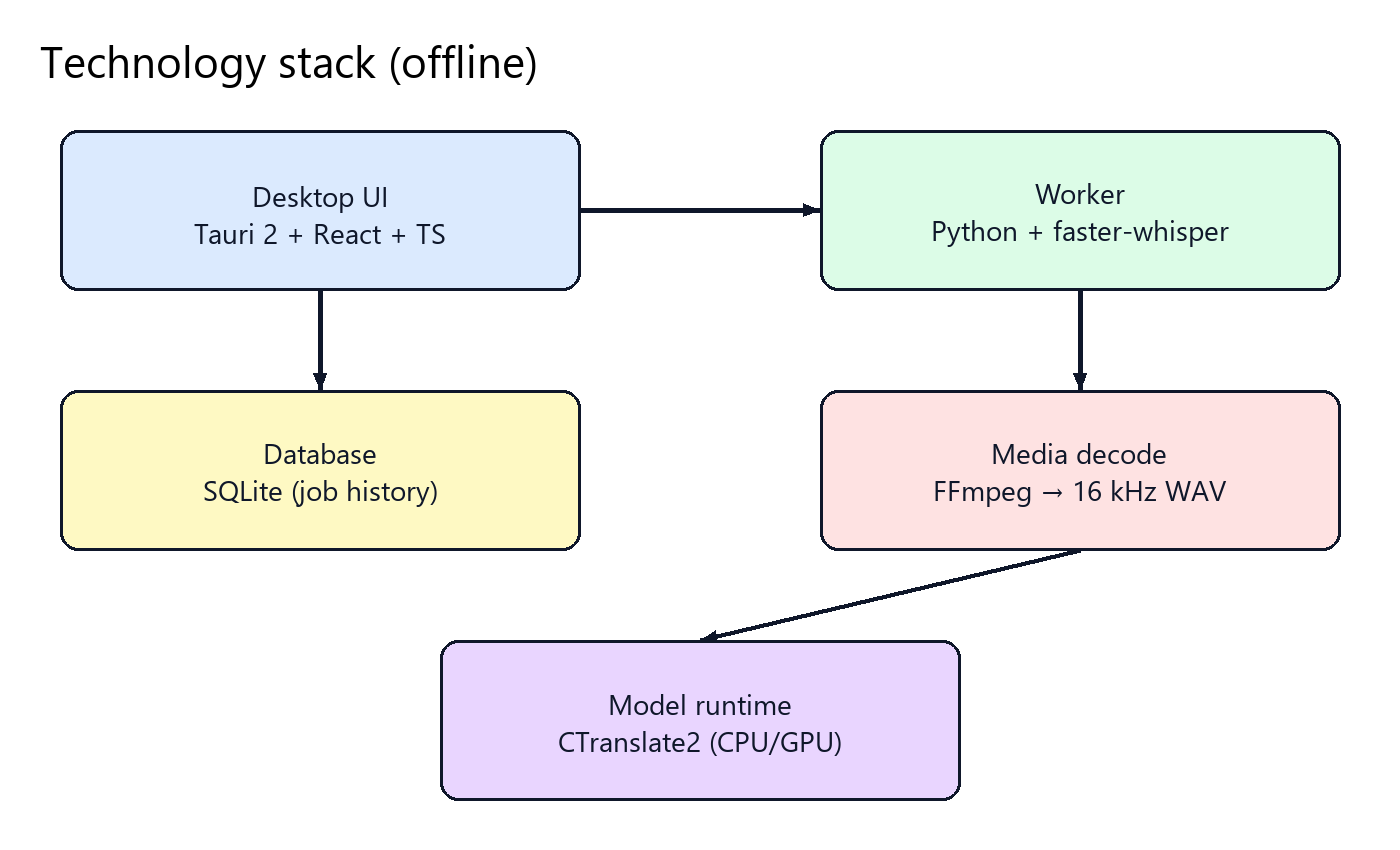 Technology stack (offline)
Desktop UI
Tauri 2 + React + TS
Worker
Python + faster-whisper
Database
SQLite (job history)
Media decode
FFmpeg → 16 kHz WAV
Model runtime
CTranslate2 (CPU/GPU)